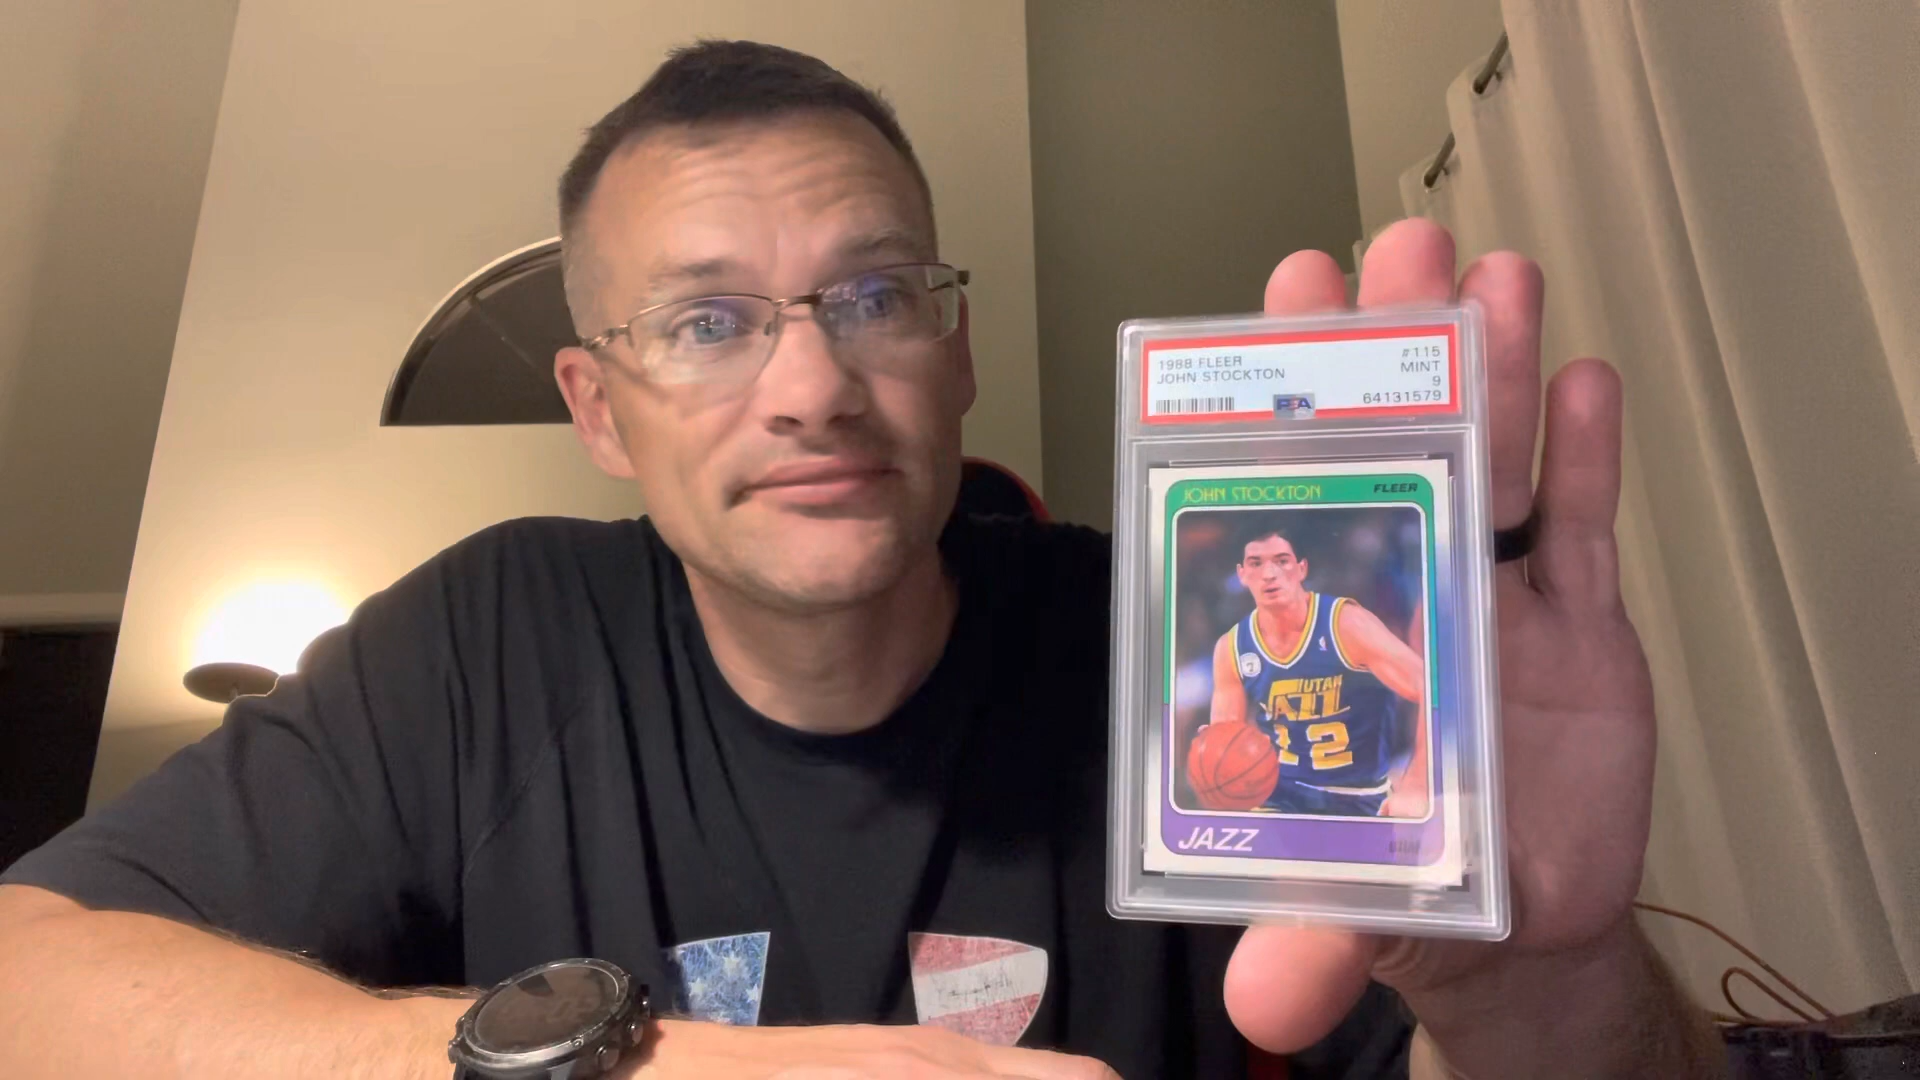 1988 FLEER #115
JOHN STOCKTON MINT
9
PSA 64131579
JOHN STOCKTON FLEER
UTAH
JAZZ
12
JAZZ